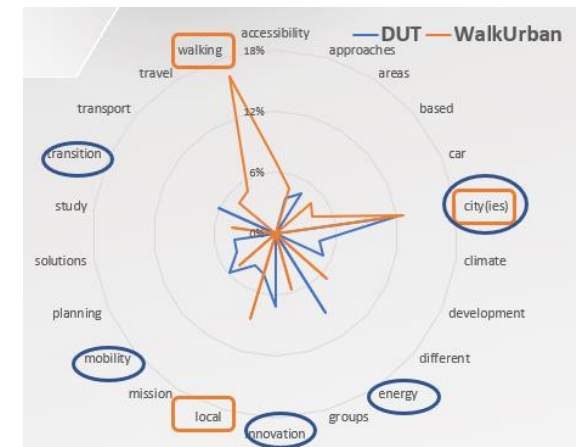 DUT WalkUrban
accessibility
approaches
areas
based
car
city(ies)
climate
development
different
energy
groups
innovation
local
mission
mobility
planning
solutions
study
transition
transport
travel
walking
18%
12%
6%
0%